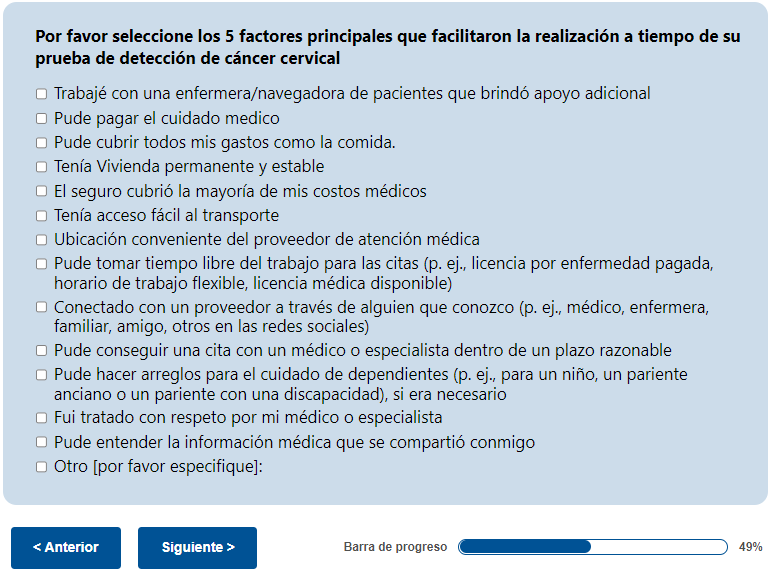 Por favor seleccione los 5 factores principales que facilitaron la realización a tiempo de su
prueba de detección de cáncer cervical
Trabajé con una enfermera/navegadora de pacientes que brindó apoyo adicional
Pude pagar el cuidado medico
Pude cubrir todos mis gastos como la comida.
Tenía Vivienda permanente y estable
El seguro cubrió la mayoría de mis costos médicos
Tenía acceso fácil al transporte
Ubicación conveniente del proveedor de atención médica
Pude tomar tiempo libre del trabajo para las citas (p. ej., licencia por enfermedad pagada,
horario de trabajo flexible, licencia médica disponible)
Conectado con un proveedor a través de alguien que conozco (p. ej., médico, enfermera,
familiar, amigo, otros en las redes sociales)
Pude conseguir una cita con un médico o especialista dentro de un plazo razonable
Pude hacer arreglos para el cuidado de dependientes (p. ej., para un niño, un pariente
anciano o un pariente con una discapacidad), si era necesario
Fui tratado con respeto por mi médico o especialista
Pude entender la información médica que se compartió conmigo
Otro [por favor especifique]:
< Anterior
Siguiente >
Barra de progreso
49%